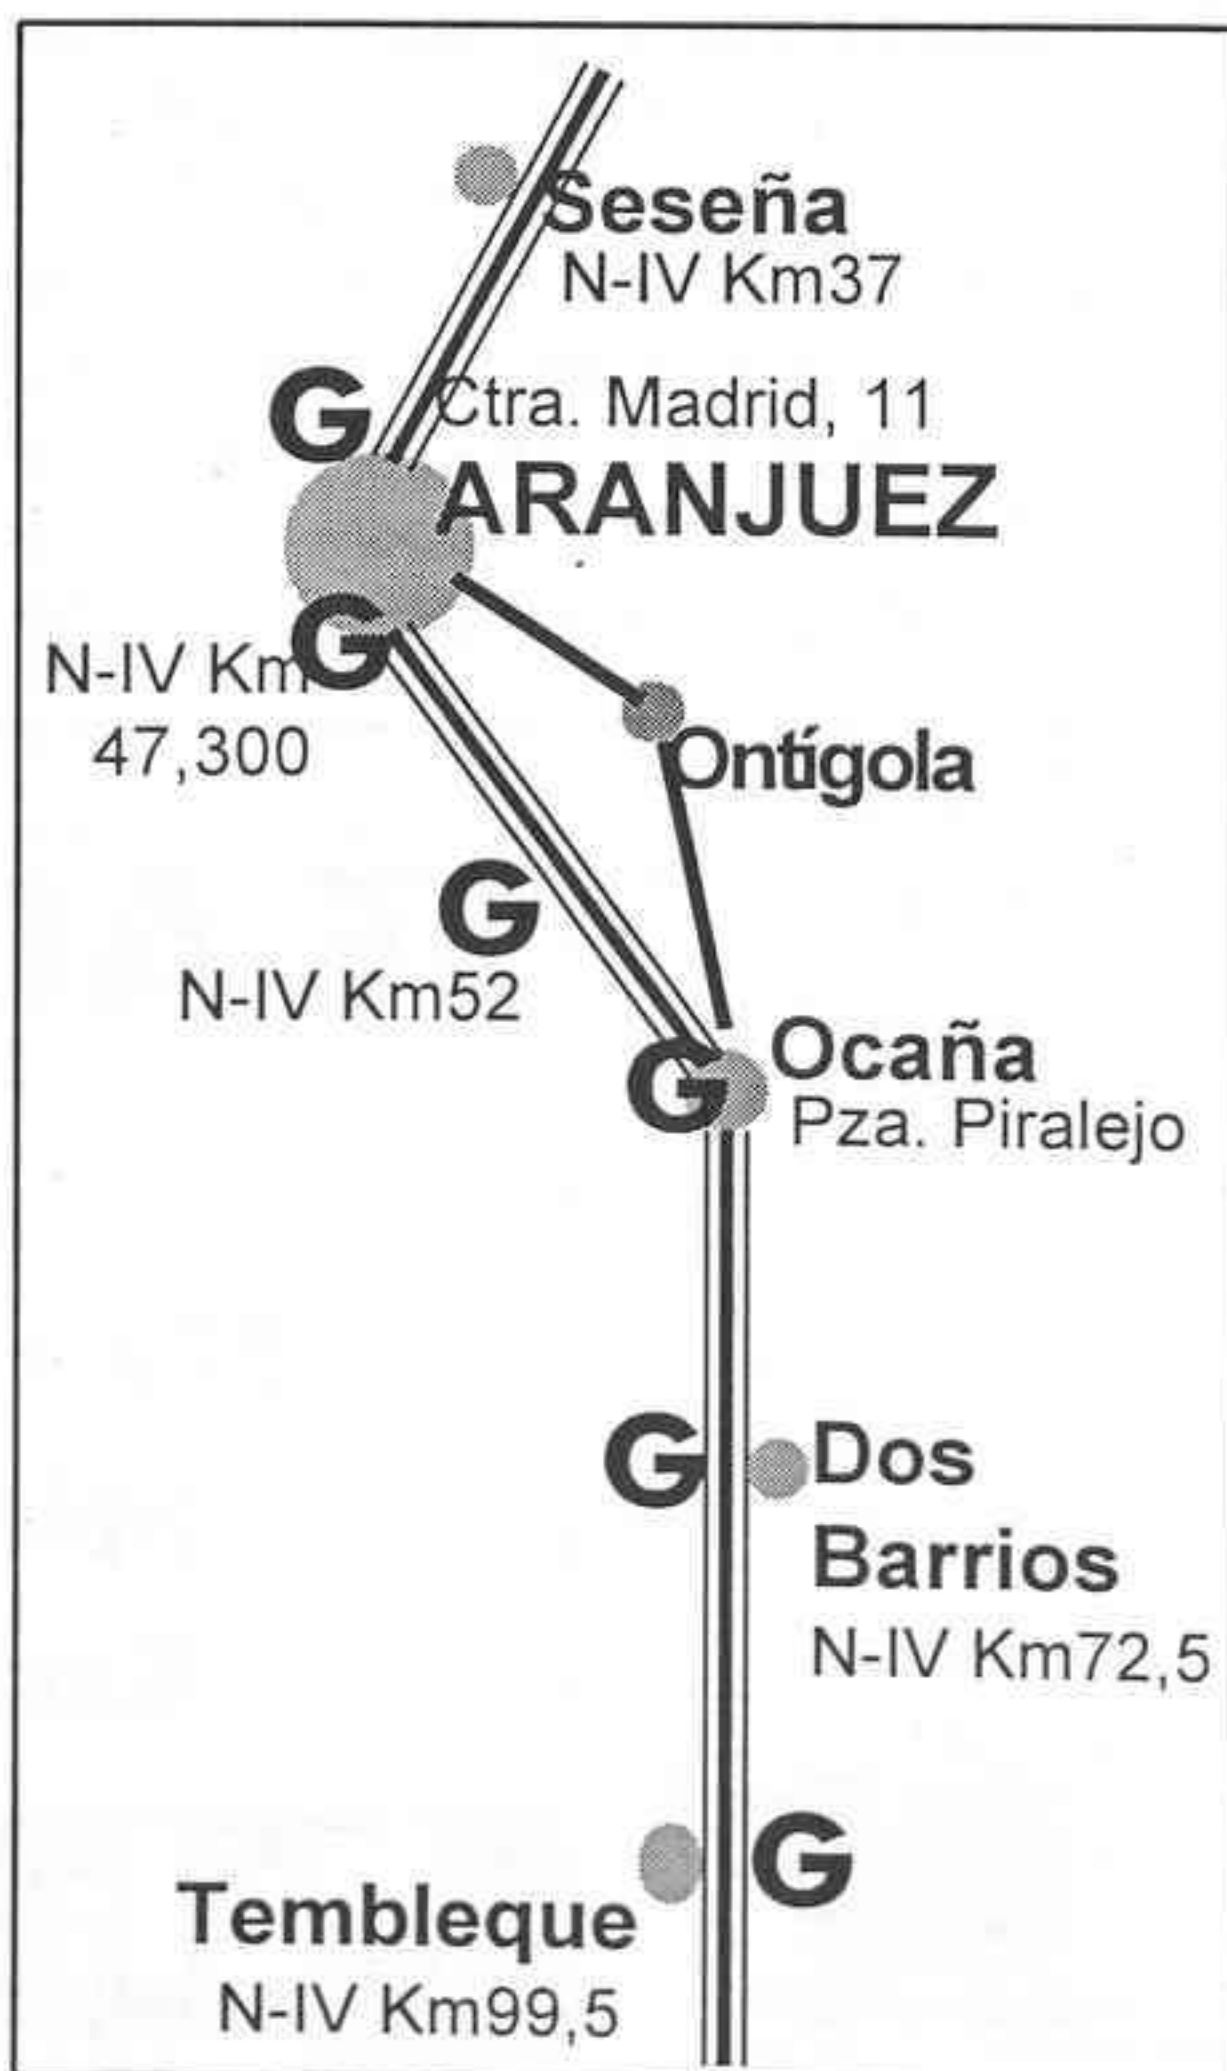 Seseña
N-IV Km37
G
Ctra. Madrid, 11
ARANJUEZ
G
N-IV Km
47,300
Ontígola
G
N-IV Km52
Ocaña
G
Pza. Piralejo
G
Dos
Barrios
N-IV Km72,5
G
Tembleque
N-IV Km99,5